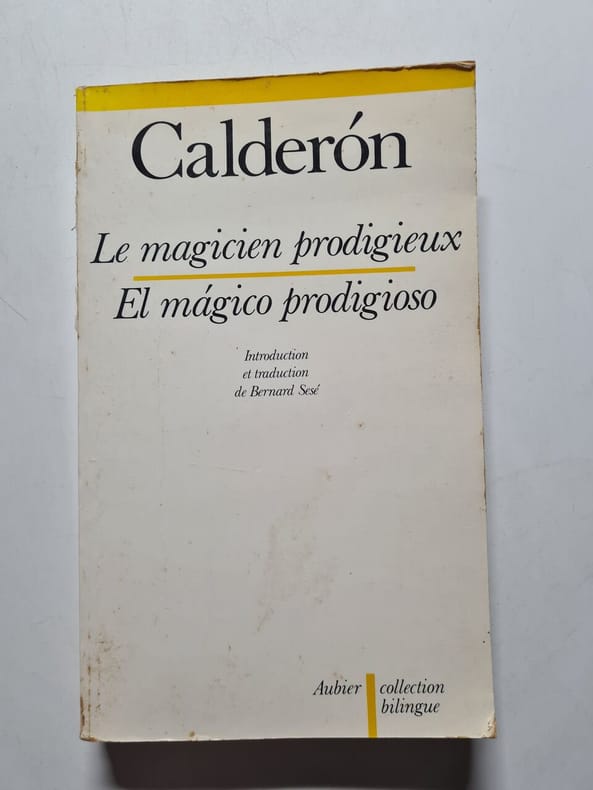 Calderón
Le magicien prodigieux
El mágico prodigioso
Introduction
et traduction
de Bernard Sesé
Aubier collection
bilingue